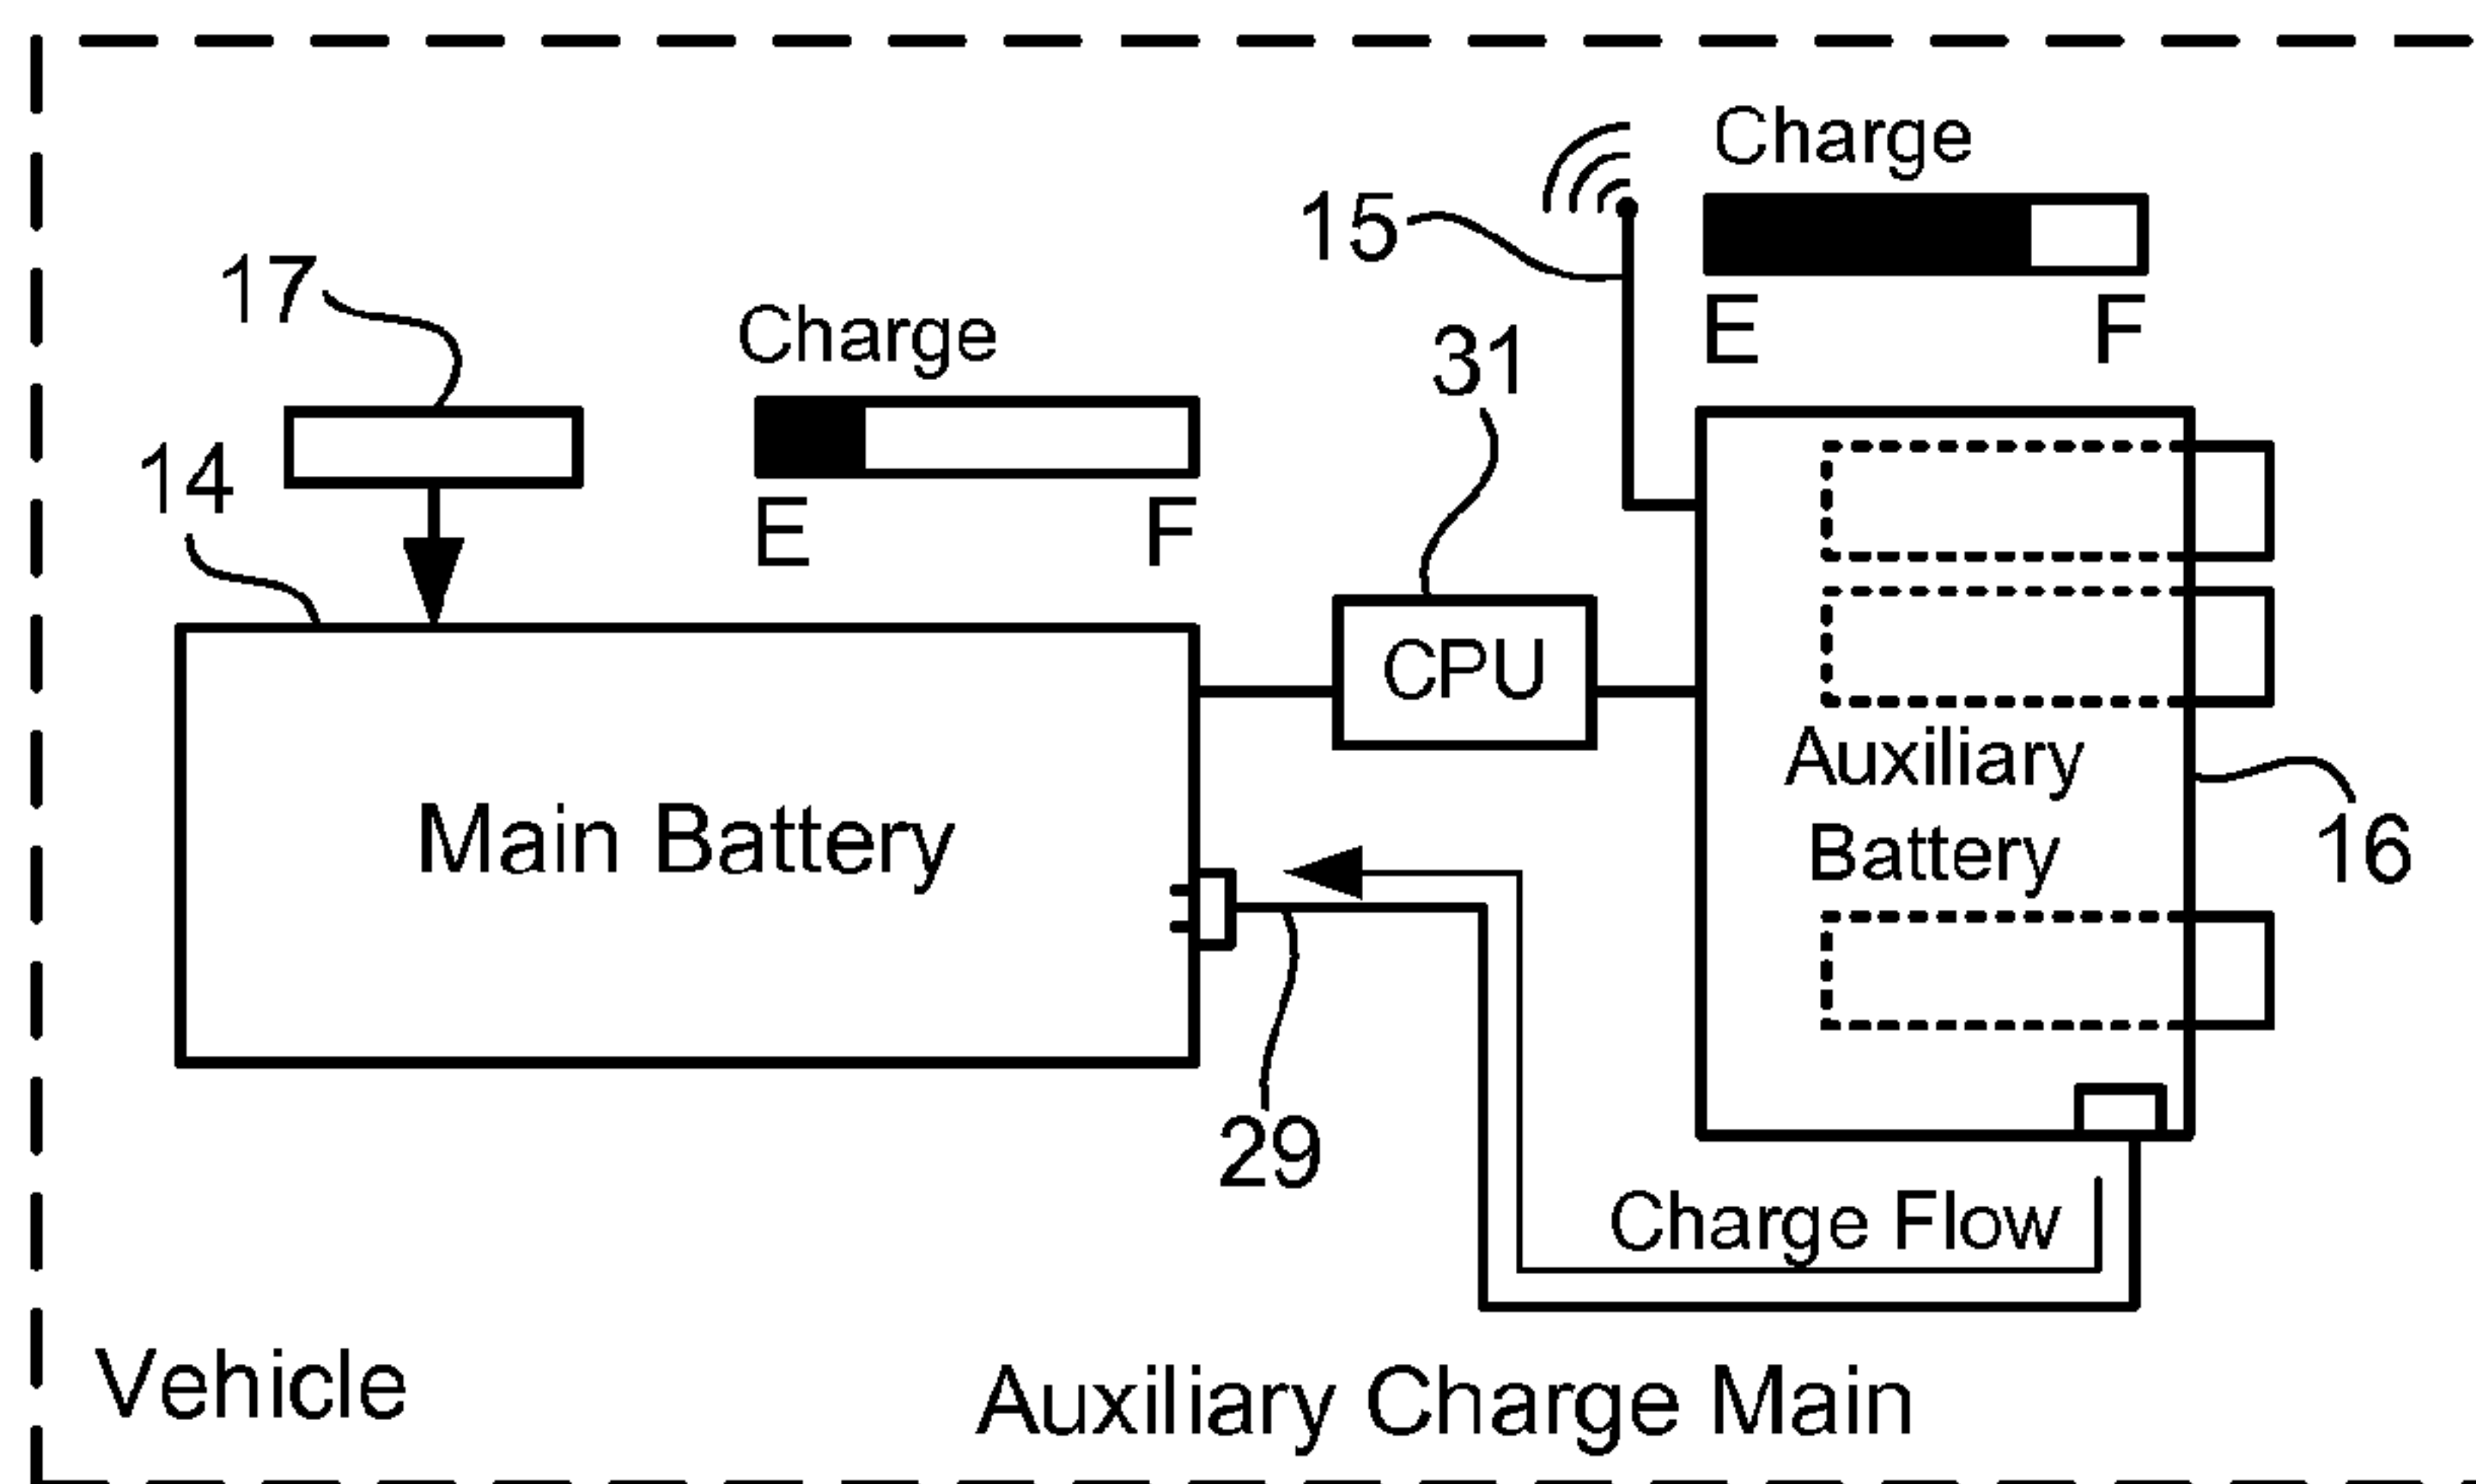 Charge
15
E F
17
Charge
31
14
E F
CPU
Auxiliary
Battery
Main Battery
16
29
Charge Flow
Vehicle
Auxiliary Charge Main